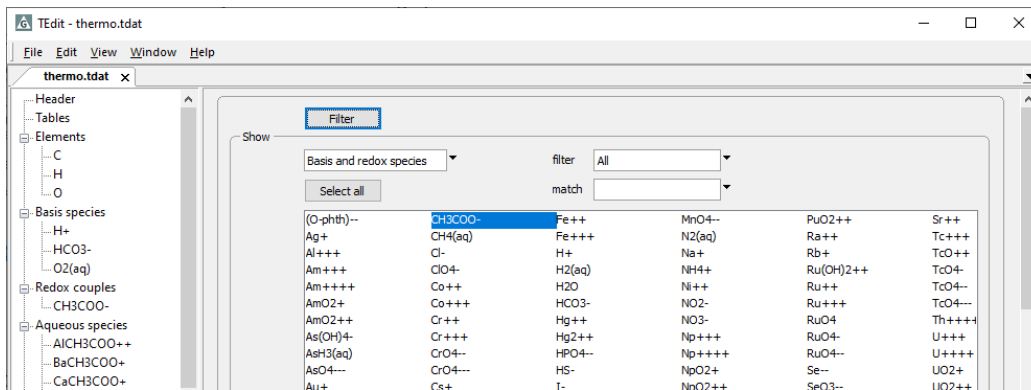 TEdit - thermo.tdat
File Edit View Window Help
thermo.tdat x
Header
Tables
Elements
C
H
O
Basis species
H+
HCO3-
O2(aq)
Redox couples
CH3COO-
Aqueous species
AlCH3COO++
BaCH3COO+
CaCH3COO+
Filter
Show
Basis and redox species filter All
Select all match
(O-phth)-- CH3COO- Fe++ MnO4-- PuO2++ Sr++
Ag+ CH4(aq) Fe+++ N2(aq) Ra++ Tc+++
Al+++ Cl- H+ Na+ Rb+ TcO++
Am+++ ClO4- H2(aq) NH4+ Ru(OH)2++ TcO4-
Am++++ Co++ H2O Ni++ Ru++ TcO4--
AmO2+ Co+++ HCO3- NO2- Ru+++ TcO4---
AmO2++ Cr++ Hg++ NO3- RuO4 Th++++
As(OH)4- Cr+++ Hg2++ Np+++ RuO4- U+++
AsH3(aq) CrO4-- HPO4-- Np++++ RuO4-- U++++
AsO4--- CrO4--- HS- NpO2+ Se-- UO2+
Au+ Cs+ I- NpO2++ SeO3-- UO2++